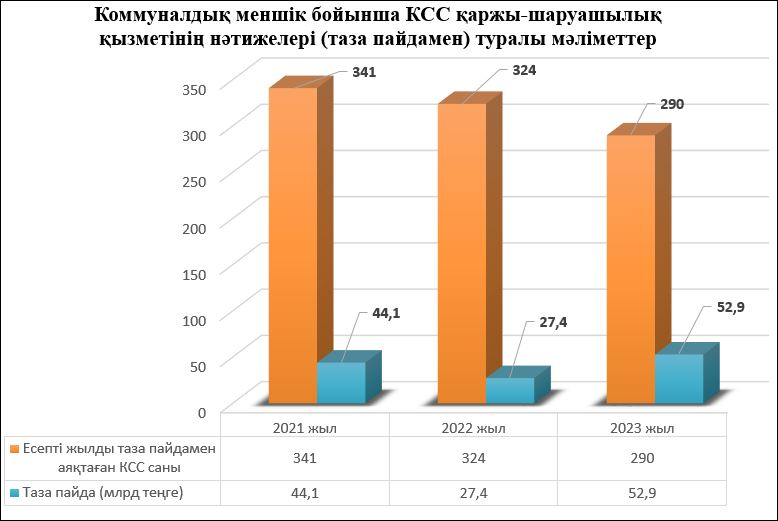 Коммуналдық меншік бойынша КСС қаржы-шаруашылық
қызметінің нәтижелері (таза пайдамен) туралы мәліметтер
350
300
250
200
150
100
50
0
341
324
290
44,1
27,4
52,9
2021 жыл 2022 жыл 2023 жыл
Есепті жылды таза пайдамен
аяқтаған КСС саны
341 324 290
Таза пайда (млрд теңге) 44,1 27,4 52,9